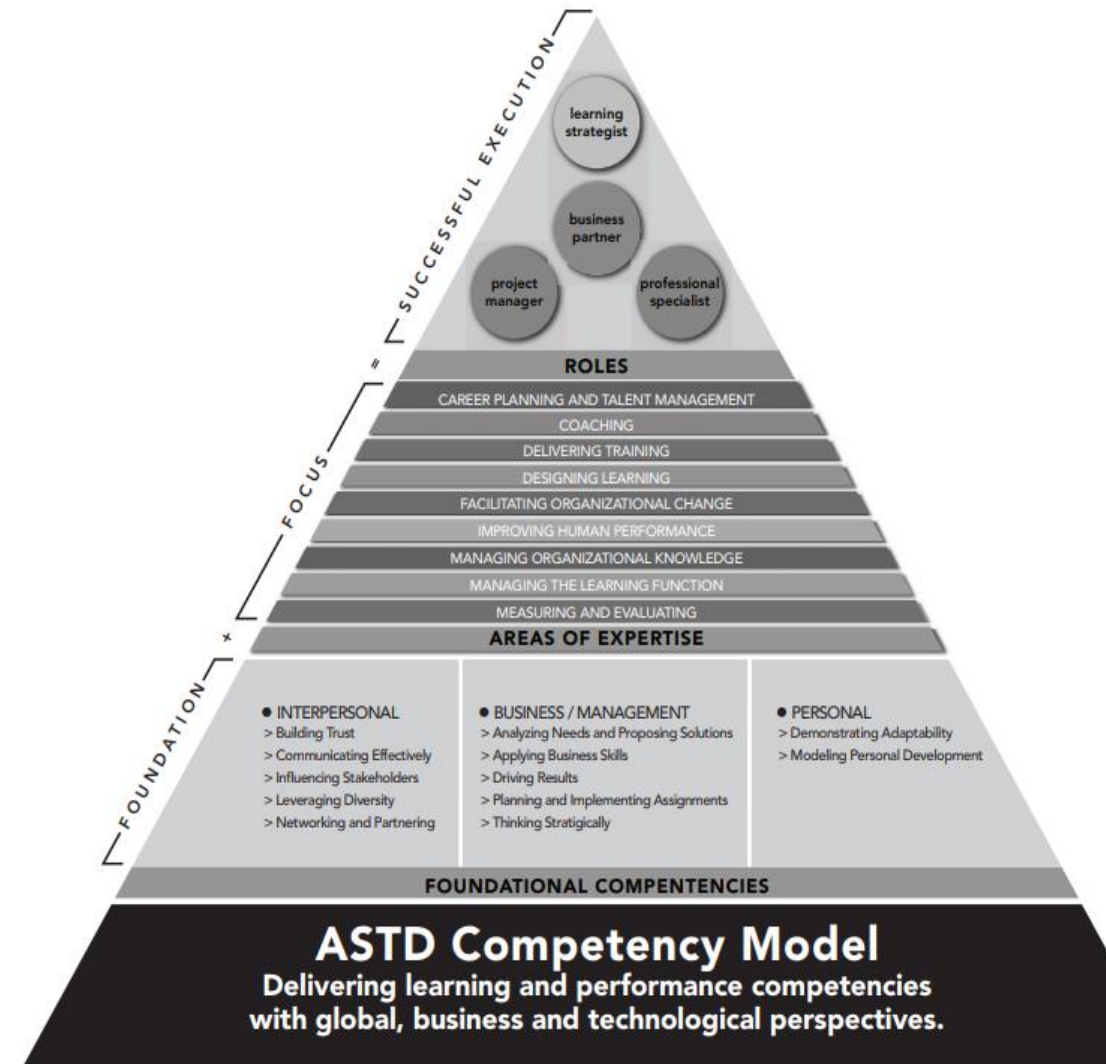 SUCCESSFUL EXECUTION
learning
strategist
business
partner
project
manager
professional
specialist
=
ROLES
FOCUS
CAREER PLANNING AND TALENT MANAGEMENT
COACHING
DELIVERING TRAINING
DESIGNING LEARNING
FACILITATING ORGANIZATIONAL CHANGE
IMPROVING HUMAN PERFORMANCE
MANAGING ORGANIZATIONAL KNOWLEDGE
MANAGING THE LEARNING FUNCTION
MEASURING AND EVALUATING
+
AREAS OF EXPERTISE
FOUNDATION
● INTERPERSONAL
> Building Trust
> Communicating Effectively
> Influencing Stakeholders
> Leveraging Diversity
> Networking and Partnering
● BUSINESS / MANAGEMENT
> Analyzing Needs and Proposing Solutions
> Applying Business Skills
> Driving Results
> Planning and Implementing Assignments
> Thinking Stratigically
● PERSONAL
> Demonstrating Adaptability
> Modeling Personal Development
FOUNDATIONAL COMPENTENCIES
ASTD Competency Model
Delivering learning and performance competencies
with global, business and technological perspectives.